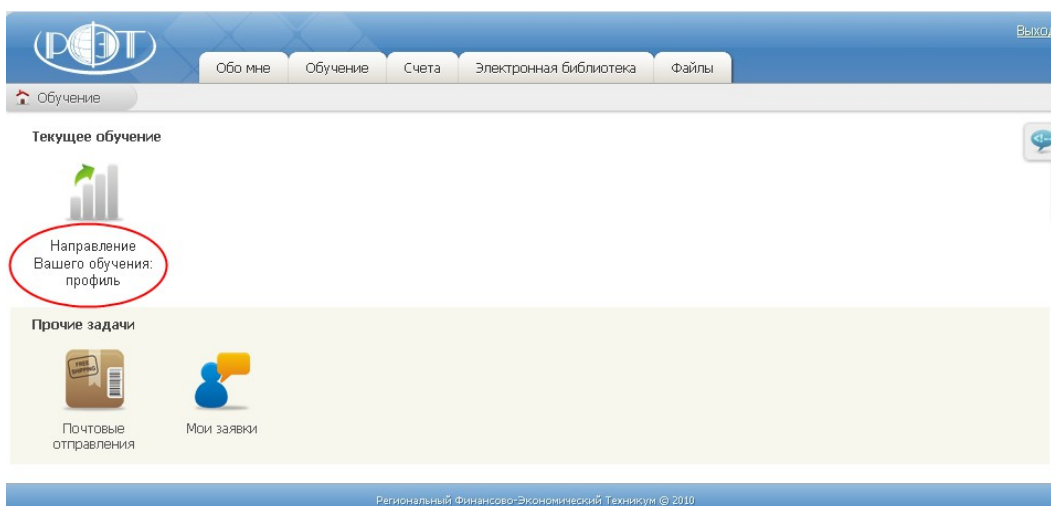 РФЭТ
Выход
Обо мне Обучение Счета Электронная библиотека Файлы
Обучение
Текущее обучение
Направление
Вашего обучения:
профиль
Прочие задачи
FREE
SHIPPING
Почтовые
отправления
Мои заявки
Региональный Финансово-Экономический Техникум © 2010